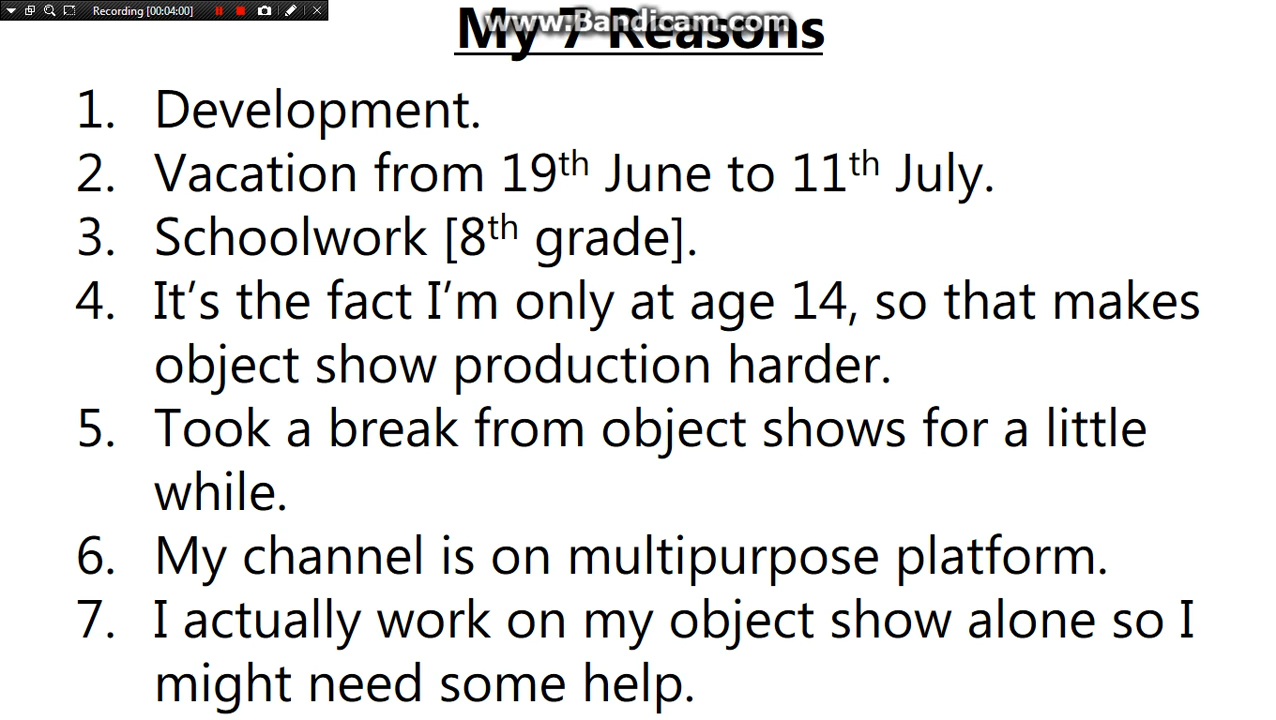 Recording [00:04:00]
www.Bandicam.com
My 7 Reasons
1. Development.
2. Vacation from 19th June to 11th July.
3. Schoolwork [8th grade].
4. It's the fact I'm only at age 14, so that makes
object show production harder.
5. Took a break from object shows for a little
while.
6. My channel is on multipurpose platform.
7. I actually work on my object show alone so I
might need some help.